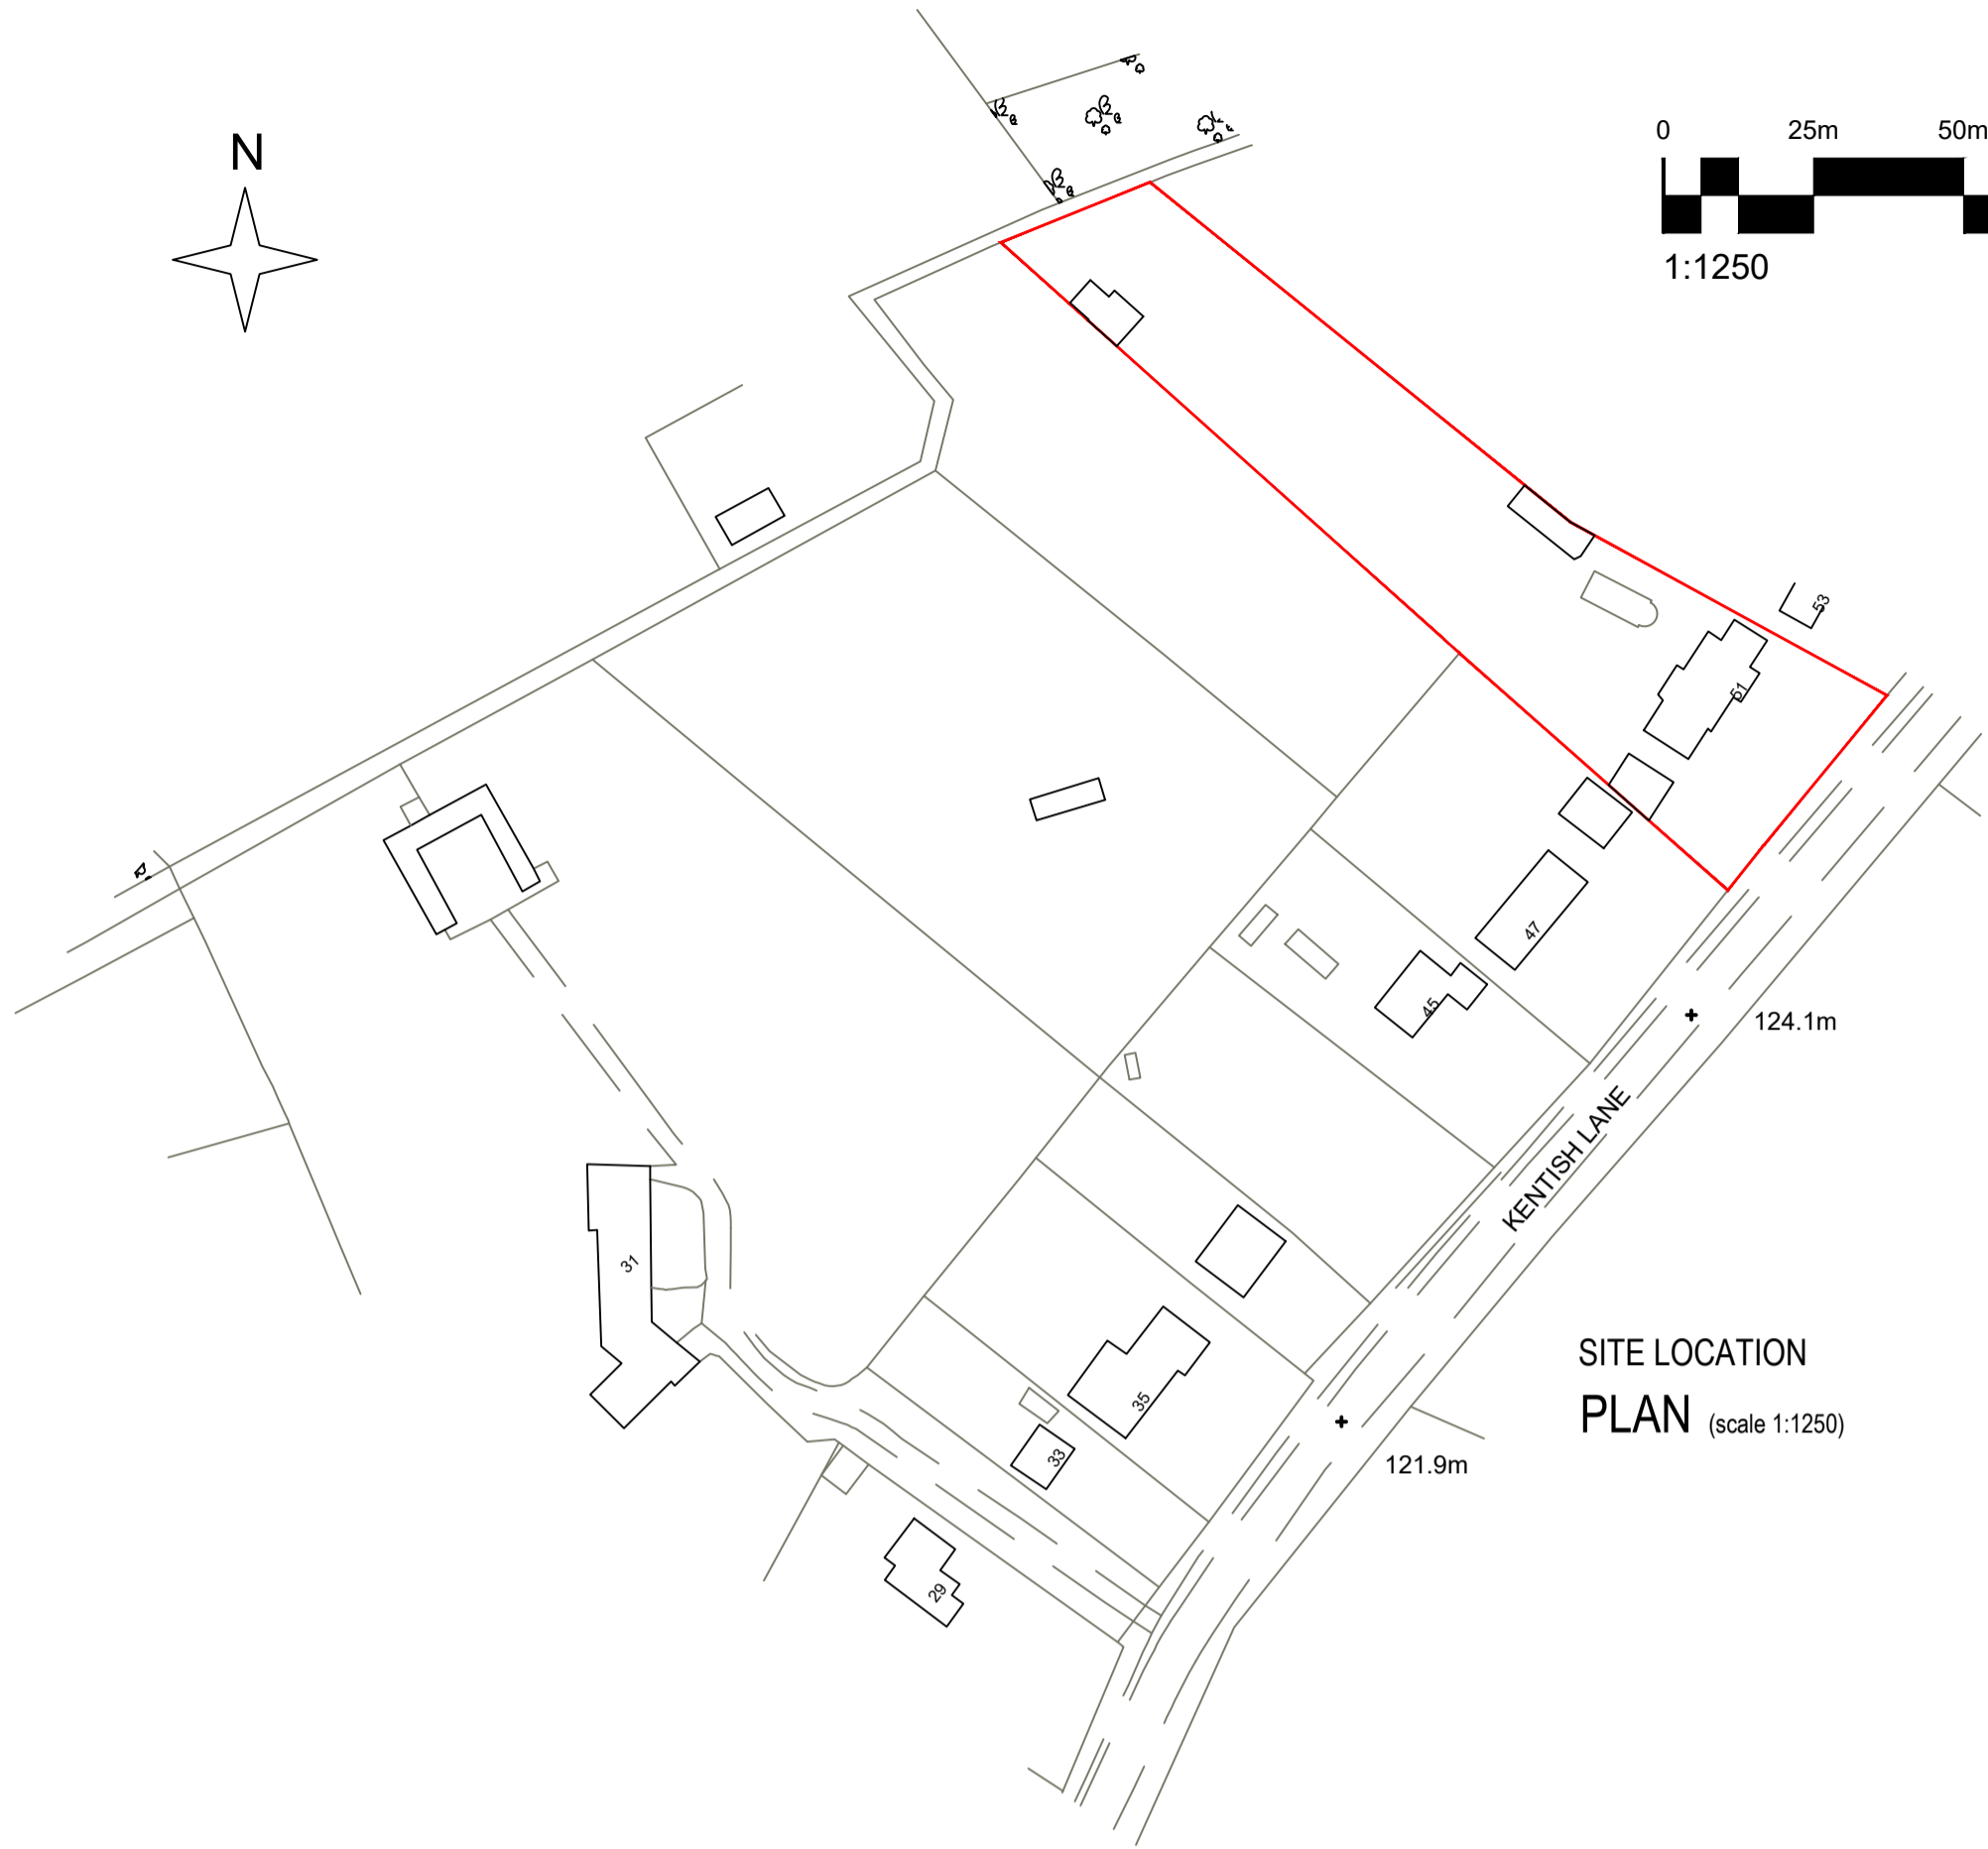 N
0 25m 50m
1:1250
53
51
47
45
124.1m
KENTISH LANE
31
SITE LOCATION
PLAN (scale 1:1250)
35
33
121.9m
29